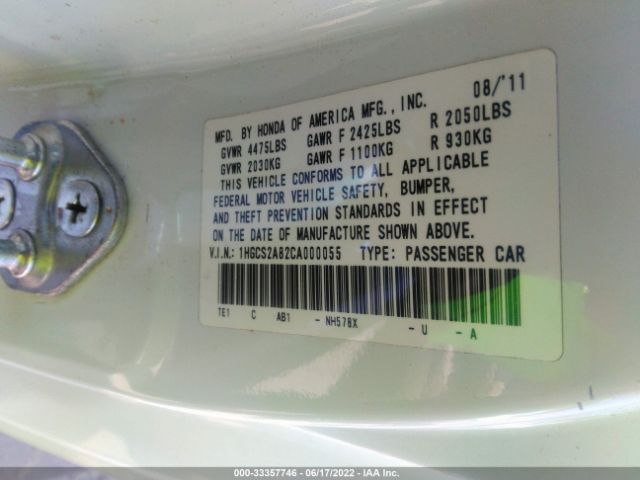 MFD. BY HONDA OF AMERICA MFG., INC. 08/'11
GVWR 4475LBS GAWR F 2425LBS R 2050LBS
GVWR 2030KG GAWR F 1100KG R 930KG
THIS VEHICLE CONFORMS TO ALL APPLICABLE
FEDERAL MOTOR VEHICLE SAFETY, BUMPER,
AND THEFT PREVENTION STANDARDS IN EFFECT
ON THE DATE OF MANUFACTURE SHOWN ABOVE.
V.I.N.: 1HGCS2A82CA000055 TYPE: PASSENGER CAR
TE1 C AB1 - NH578X - U - A
000-33357746 - 06/17/2022 - IAA Inc.